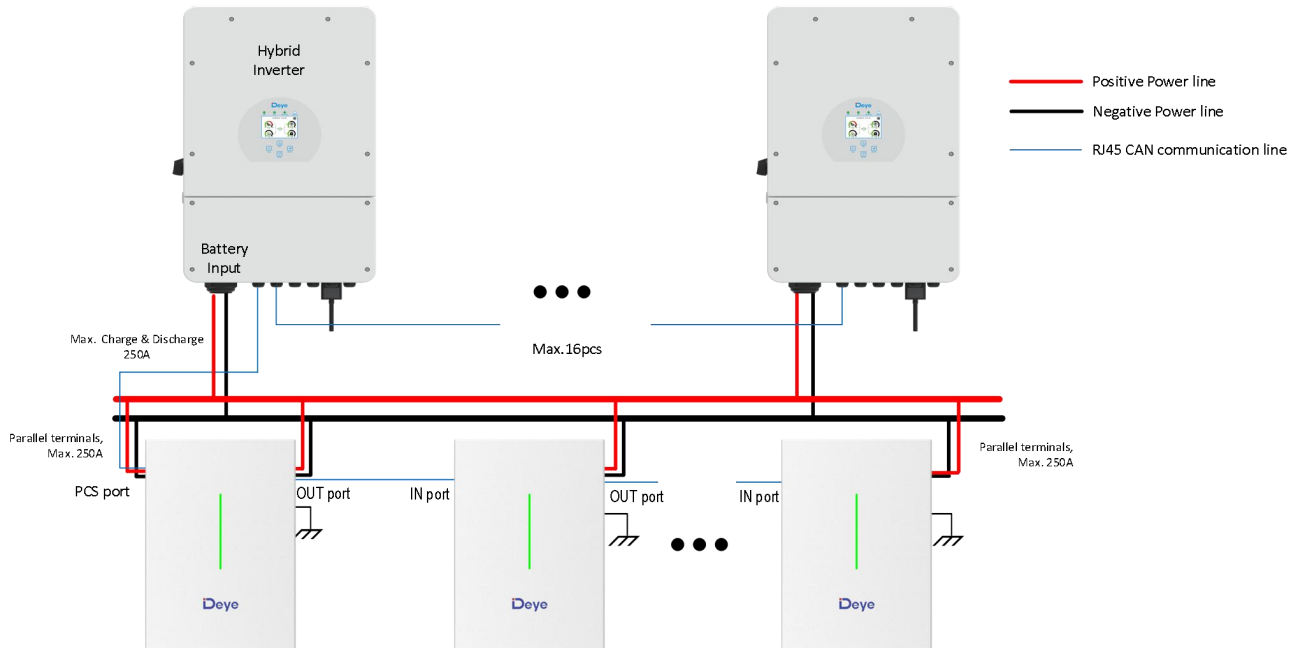 Hybrid
Inverter
Deye
Deye
Positive Power line
Negative Power line
RJ45 CAN communication line
Battery
Input
Max. Charge & Discharge
250A
Max.16pcs
Parallel terminals,
Max. 250A
Parallel terminals,
Max. 250A
PCS port
OUT port
IN port
OUT port
IN port
Deye
Deye
Deye